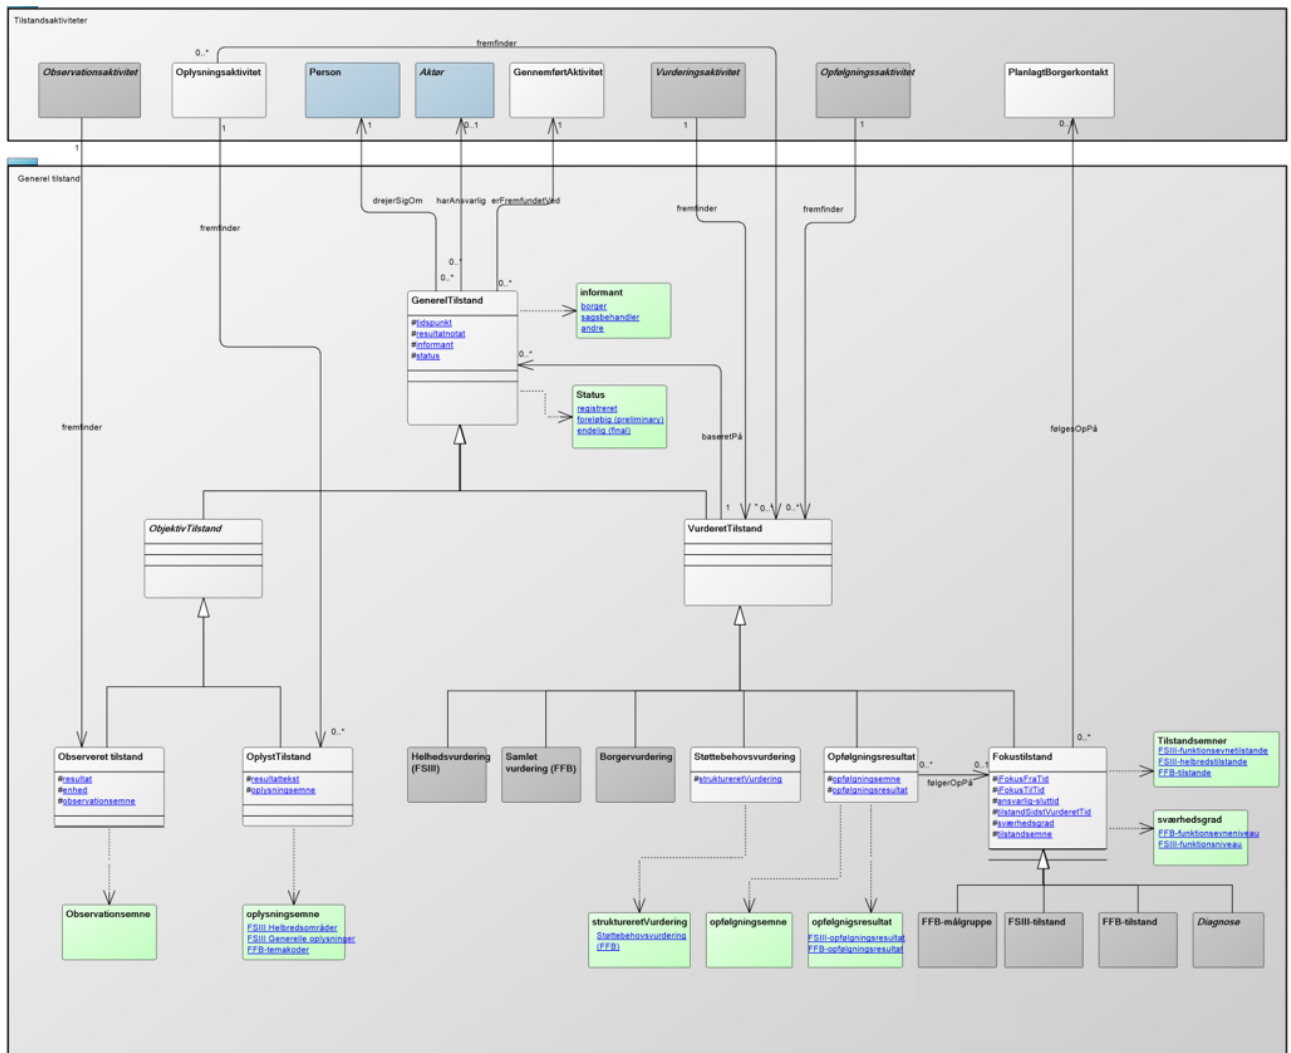 Tilstandsaktiviteter
fremfinder
0..*
Observationsaktivitet
Oplysningsaktivitet
Person
Aktør
GennemførtAktivitet
Vurderingsaktivitet
Opfølgningssaktivitet
PlanlagtBorgerkontakt
1
1
1
0..1
1
1
1
0..1
Generel tilstand
drejerSigOm
harAnsvarlig
erFremfundetVed
fremfinder
fremfinder
fremfinder
0..*
0..*
0..*
GenerelTilstand
#tidspunkt
#resultatnotat
#informant
#status
informant
borger
sagsbehandler
andre
0..*
Status
registreret
foreløbig (preliminary)
endelig (final)
fremfinder
baseretPå
følgesOpPå
1
*
0..*
0..*
ObjektivTilstand
VurderetTilstand
0..*
0..*
Observeret tilstand
#resultat
#enhed
#observationsemne
OplystTilstand
#resultattekst
#oplysningsemne
Helhedsvurdering
(FSIII)
Samlet
vurdering (FFB)
Borgervurdering
Støttebehovsvurdering
#struktureretVurdering
Opfølgningsresultat
#opfølgningsemne
#opfølgningsresultat
0..*
0..1
følgerOpPå
Fokustilstand
#iFokusFraTid
#iFokusTilTid
#ansvarlig-sluttid
#tilstandSidstVurderetTid
#sværhedsgrad
#tilstandsemne
Tilstandsemner
FSIII-funktionsevnetilstande
FSIII-helbredstilstande
FFB-tilstande
sværhedsgrad
FFB-funktionsevneniveau
FSIII-funktionsniveau
Observationsemne
oplysningsemne
FSIII Helbredsområder
FSIII Generelle oplysninger
FFB-temakoder
struktureretVurdering
Støttebehovsvurdering
(FFB)
opfølgningsemne
opfølgnigsresultat
FSIII-opfølgningsresultat
FFB-opfølgningsresultat
FFB-målgruppe
FSIII-tilstand
FFB-tilstand
Diagnose